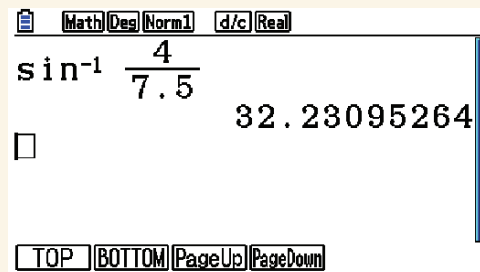 Math Deg Norm1 d/c Real
sin⁻¹ 4/7.5
32.23095264
TOP BOTTOM PageUp PageDown